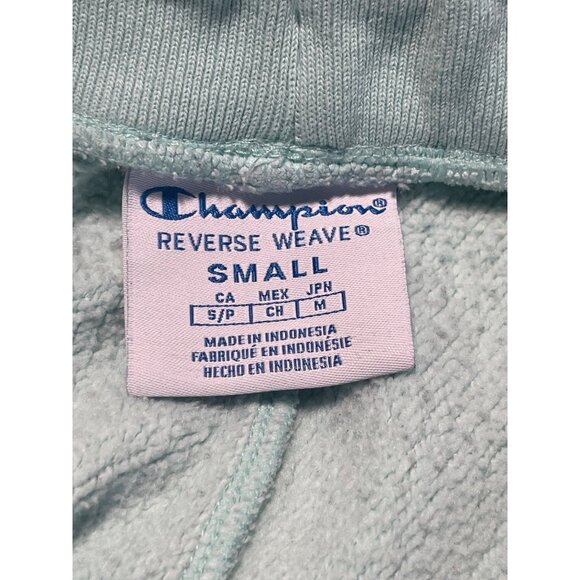 Champion®
REVERSE WEAVE®
SMALL
CA MEX JPN
S/P CH M
MADE IN INDONESIA
FABRIQUÉ EN INDONÉSIE
HECHO EN INDONESIA